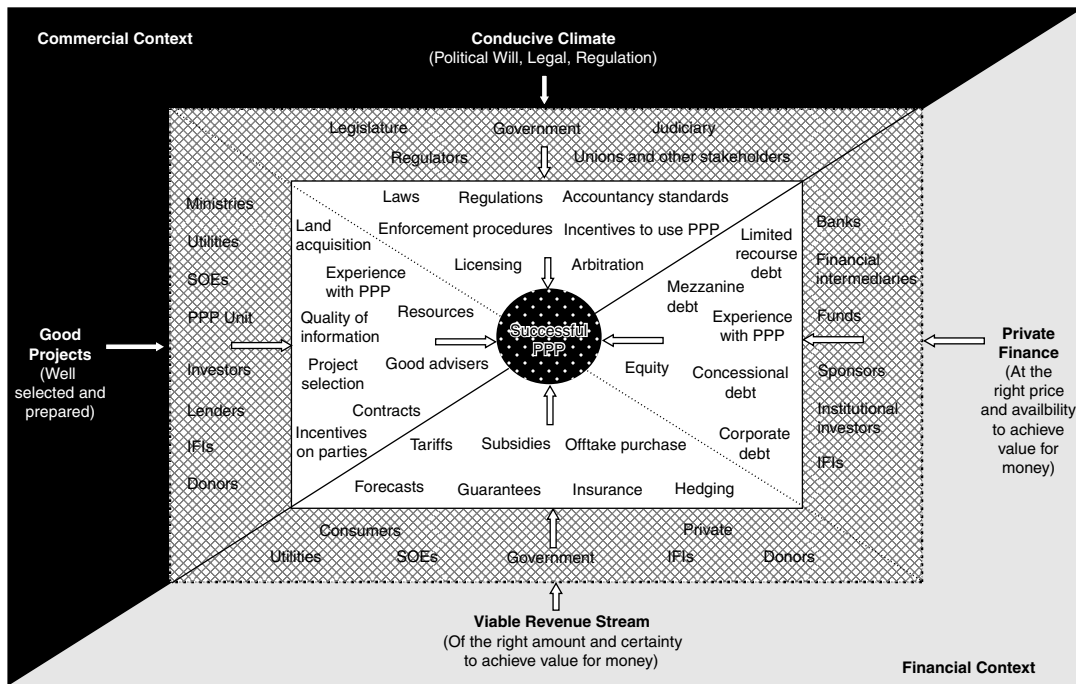 Commercial Context
Conducive Climate
(Political Will, Legal, Regulation)
Legislature
Government
Judiciary
Regulators
Unions and other stakeholders
Laws
Regulations
Accountancy standards
Enforcement procedures
Incentives to use PPP
Licensing
Arbitration
Good
Projects
(Well
selected and
prepared)
Ministries
Utilities
SOEs
PPP Unit
Investors
Lenders
IFIs
Donors
Land
acquisition
Experience
with PPP
Resources
Quality of
information
Good advisers
Project
selection
Contracts
Incentives
on parties
Successful
PPP
Limited
recourse
debt
Mezzanine
debt
Experience
with PPP
Equity
Concessional
debt
Corporate
debt
Banks
Financial
intermediaries
Funds
Sponsors
Institutional
investors
IFIs
Private
Finance
(At the
right price
and availbility
to achieve
value for
money)
Tariffs
Subsidies
Offtake purchase
Forecasts
Guarantees
Insurance
Hedging
Consumers
Private
Utilities
SOEs
Government
IFIs
Donors
Viable Revenue Stream
(Of the right amount and certainty
to achieve value for money)
Financial Context